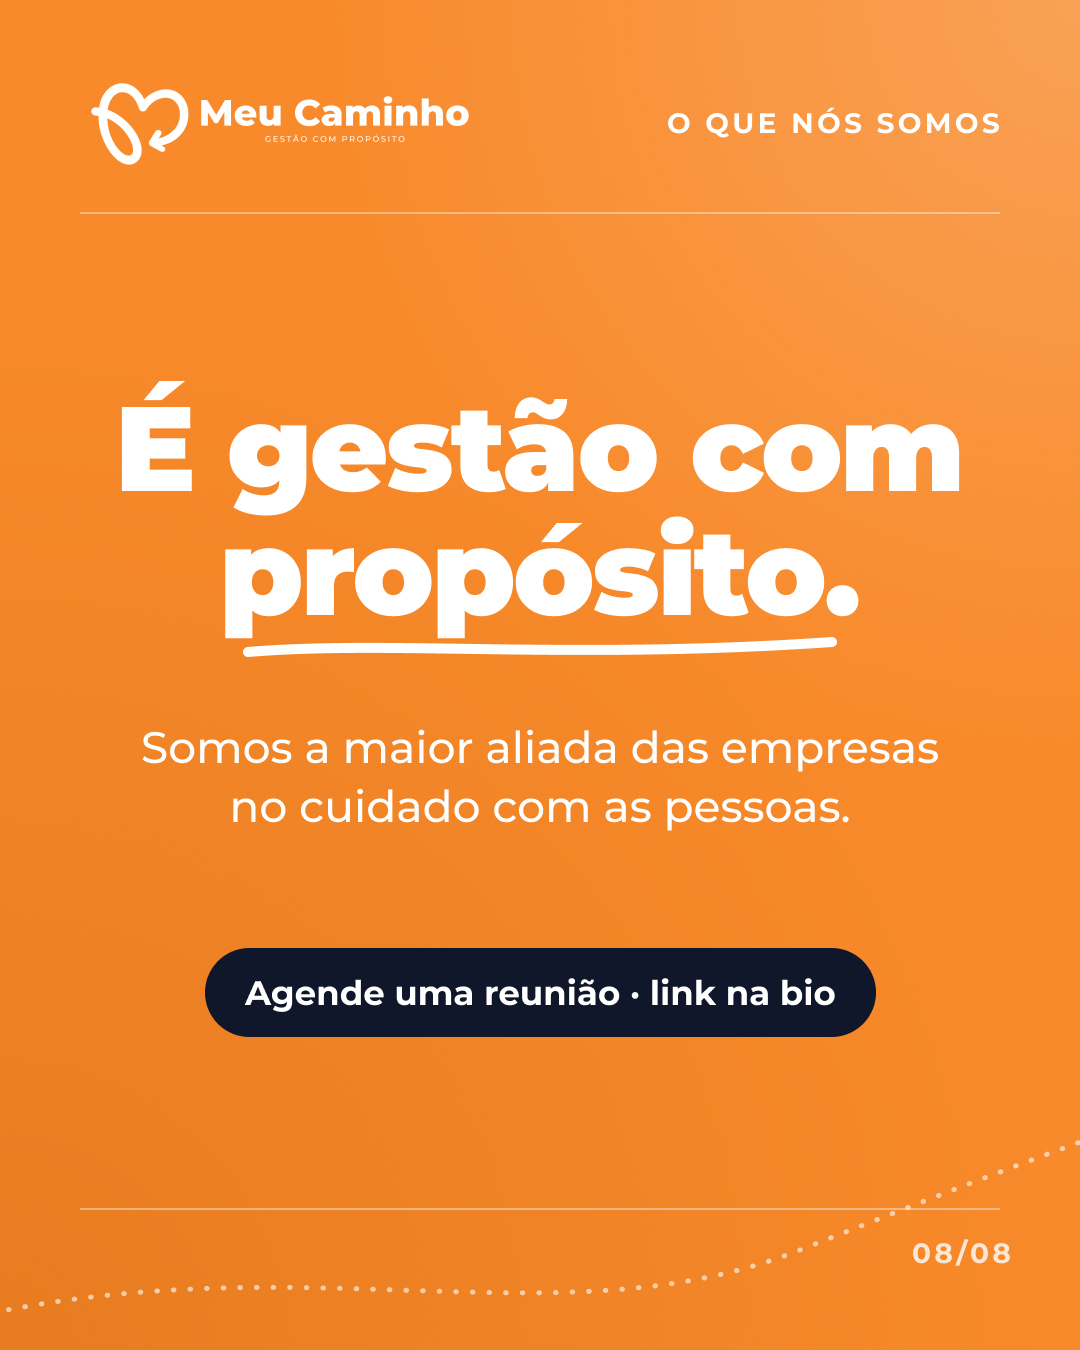 Meu Caminho
GESTÃO COM PROPÓSITO
O QUE NÓS SOMOS
É gestão com
propósito.
Somos a maior aliada das empresas
no cuidado com as pessoas.
Agende uma reunião · link na bio
08/08